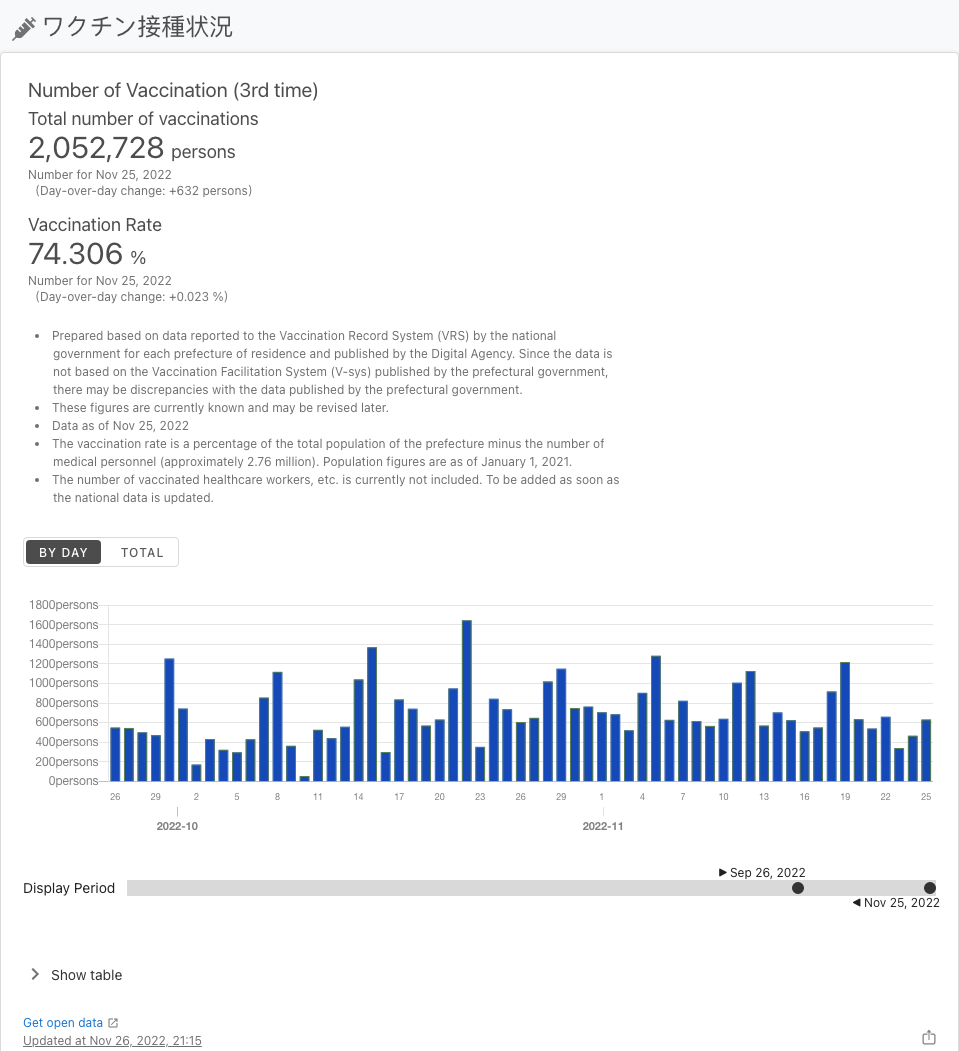 ワクチン接種状況
Number of Vaccination (3rd time)
Total number of vaccinations
2,052,728 persons
Number for Nov 25, 2022
(Day-over-day change: +632 persons)
Vaccination Rate
74.306 %
Number for Nov 25, 2022
(Day-over-day change: +0.023 %)
• Prepared based on data reported to the Vaccination Record System (VRS) by the national
government for each prefecture of residence and published by the Digital Agency. Since the data is
not based on the Vaccination Facilitation System (V-sys) published by the prefectural government,
there may be discrepancies with the data published by the prefectural government.
• These figures are currently known and may be revised later.
• Data as of Nov 25, 2022
• The vaccination rate is a percentage of the total population of the prefecture minus the number of
medical personnel (approximately 2.76 million). Population figures are as of January 1, 2021.
• The number of vaccinated healthcare workers, etc. is currently not included. To be added as soon as
the national data is updated.
BY DAY TOTAL
1800persons
1600persons
1400persons
1200persons
1000persons
800persons
600persons
400persons
200persons
0persons
26 29 2 5 8 11 14 17 20 23 26 29 1 4 7 10 13 16 19 22 25
2022-10 2022-11
▶ Sep 26, 2022
Display Period
◀ Nov 25, 2022
Show table
Get open data
Updated at Nov 26, 2022, 21:15